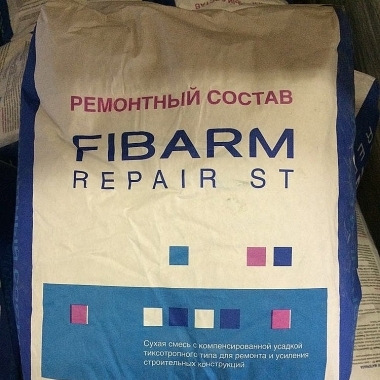 РЕМОНТНЫЙ СОСТАВ
FIBARM
REPAIR ST
Сухая смесь с компенсированной усадкой
тиксотропного типа для ремонта и усиления
строительных конструкций